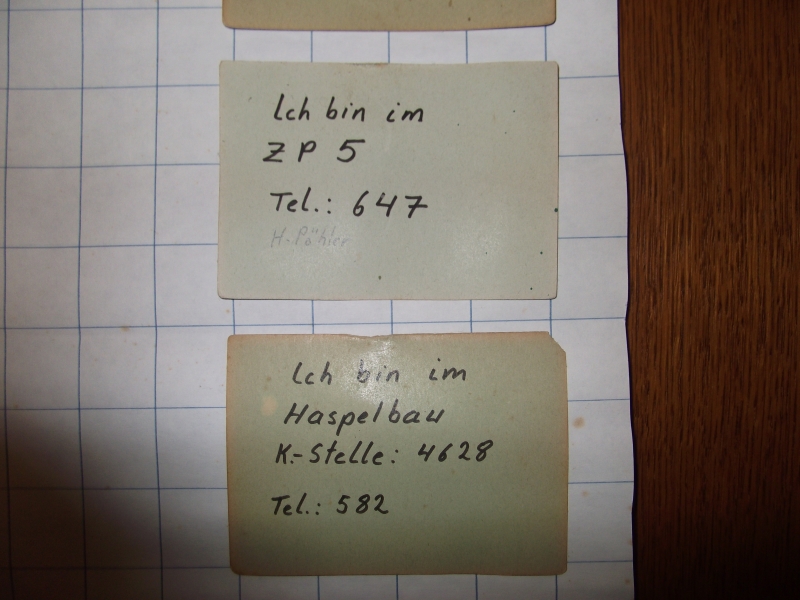 Ich bin im
ZP 5
Tel.: 647
Ich bin im
Haspelbau
K.-Stelle: 4628
Tel.: 582